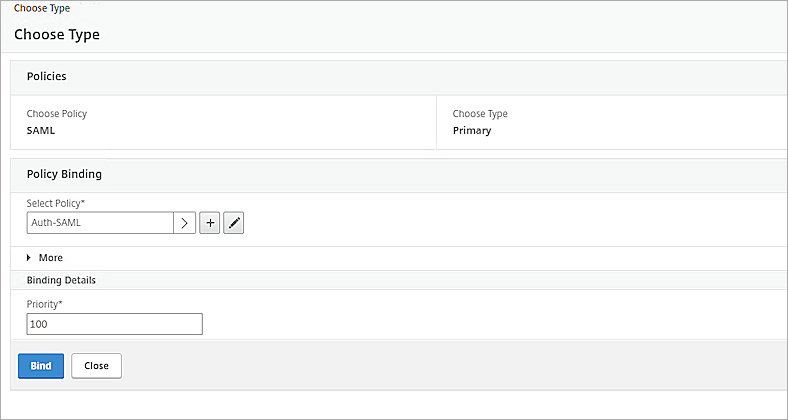 Choose Type
Choose Type
Policies
Choose Policy
SAML
Choose Type
Primary
Policy Binding
Select Policy*
Auth-SAML
More
Binding Details
Priority*
100
Bind
Close